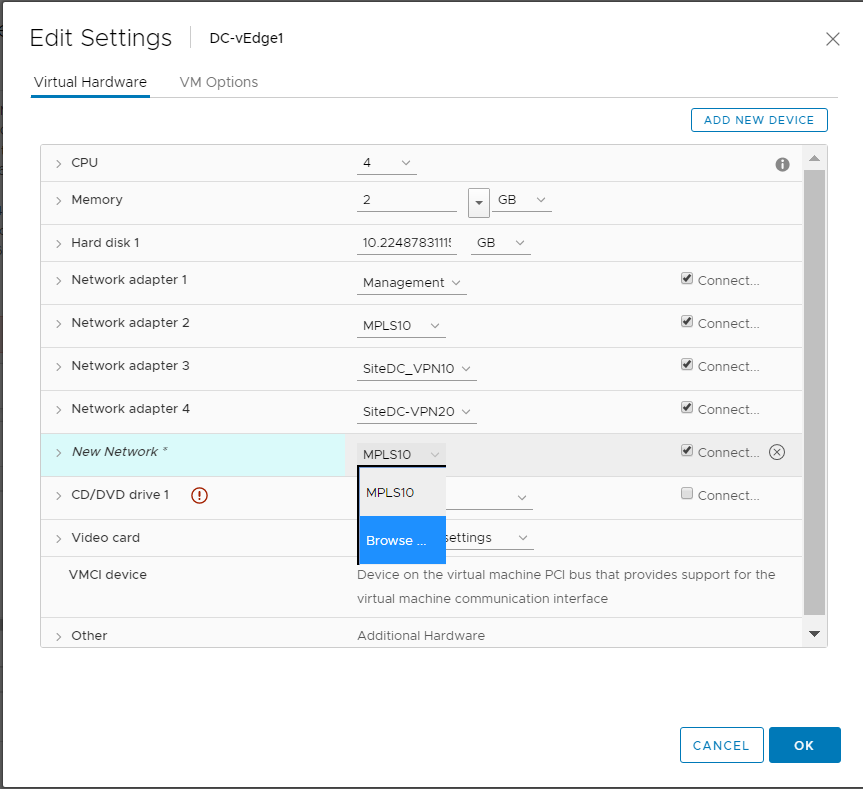 Edit Settings DC-vEdge1
Virtual Hardware VM Options
ADD NEW DEVICE
CPU 4
Memory 2 GB
Hard disk 1 10.22487831115 GB
Network adapter 1 Management Connect...
Network adapter 2 MPLS10 Connect...
Network adapter 3 SiteDC_VPN10 Connect...
Network adapter 4 SiteDC-VPN20 Connect...
New Network * MPLS10 Connect...
MPLS10
CD/DVD drive 1 Connect...
Browse ...
Video card settings
VMCI device Device on the virtual machine PCI bus that provides support for the
virtual machine communication interface
Other Additional Hardware
CANCEL OK